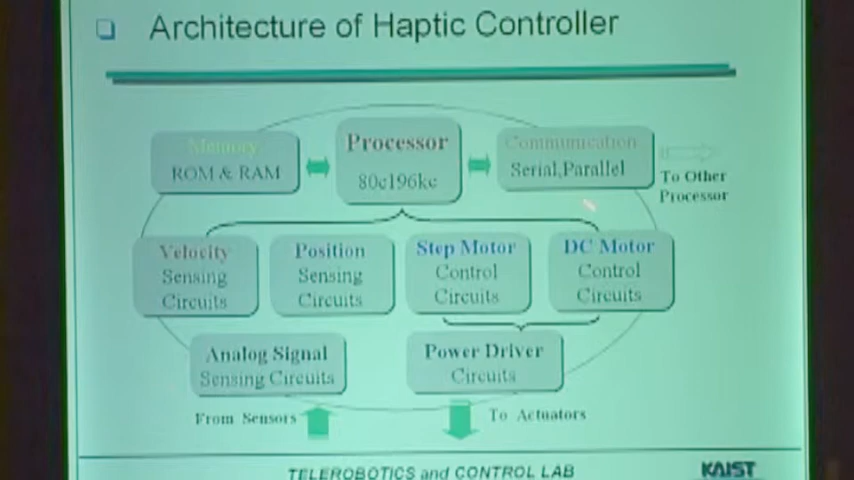 Architecture of Haptic Controller
Memory
ROM & RAM
Processor
80c196kc
Communication
Serial,Parallel
To Other
Processor
Velocity
Sensing
Circuits
Position
Sensing
Circuits
Step Motor
Control
Circuits
DC Motor
Control
Circuits
Analog Signal
Sensing Circuits
Power Driver
Circuits
From Sensors
To Actuators
TELEROBOTICS and CONTROL LAB
KAIST